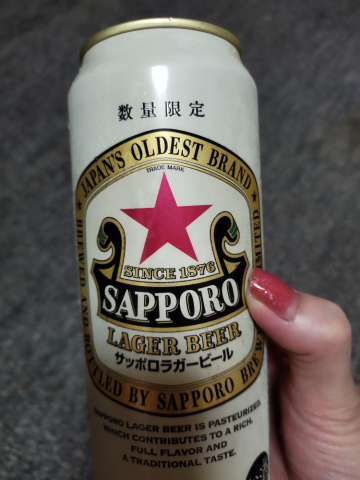 数量限定
★ JAPAN'S OLDEST BRAND ★
TRADE MARK
SINCE 1876
SAPPORO
LAGER BEER
サッポロラガービール
BREWED AND BOTTLED BY SAPPORO BREW
LIMITED
SAPPORO LAGER BEER IS PASTEURIZED
WHICH CONTRIBUTES TO A RICH,
FULL FLAVOR AND
A TRADITIONAL TASTE.